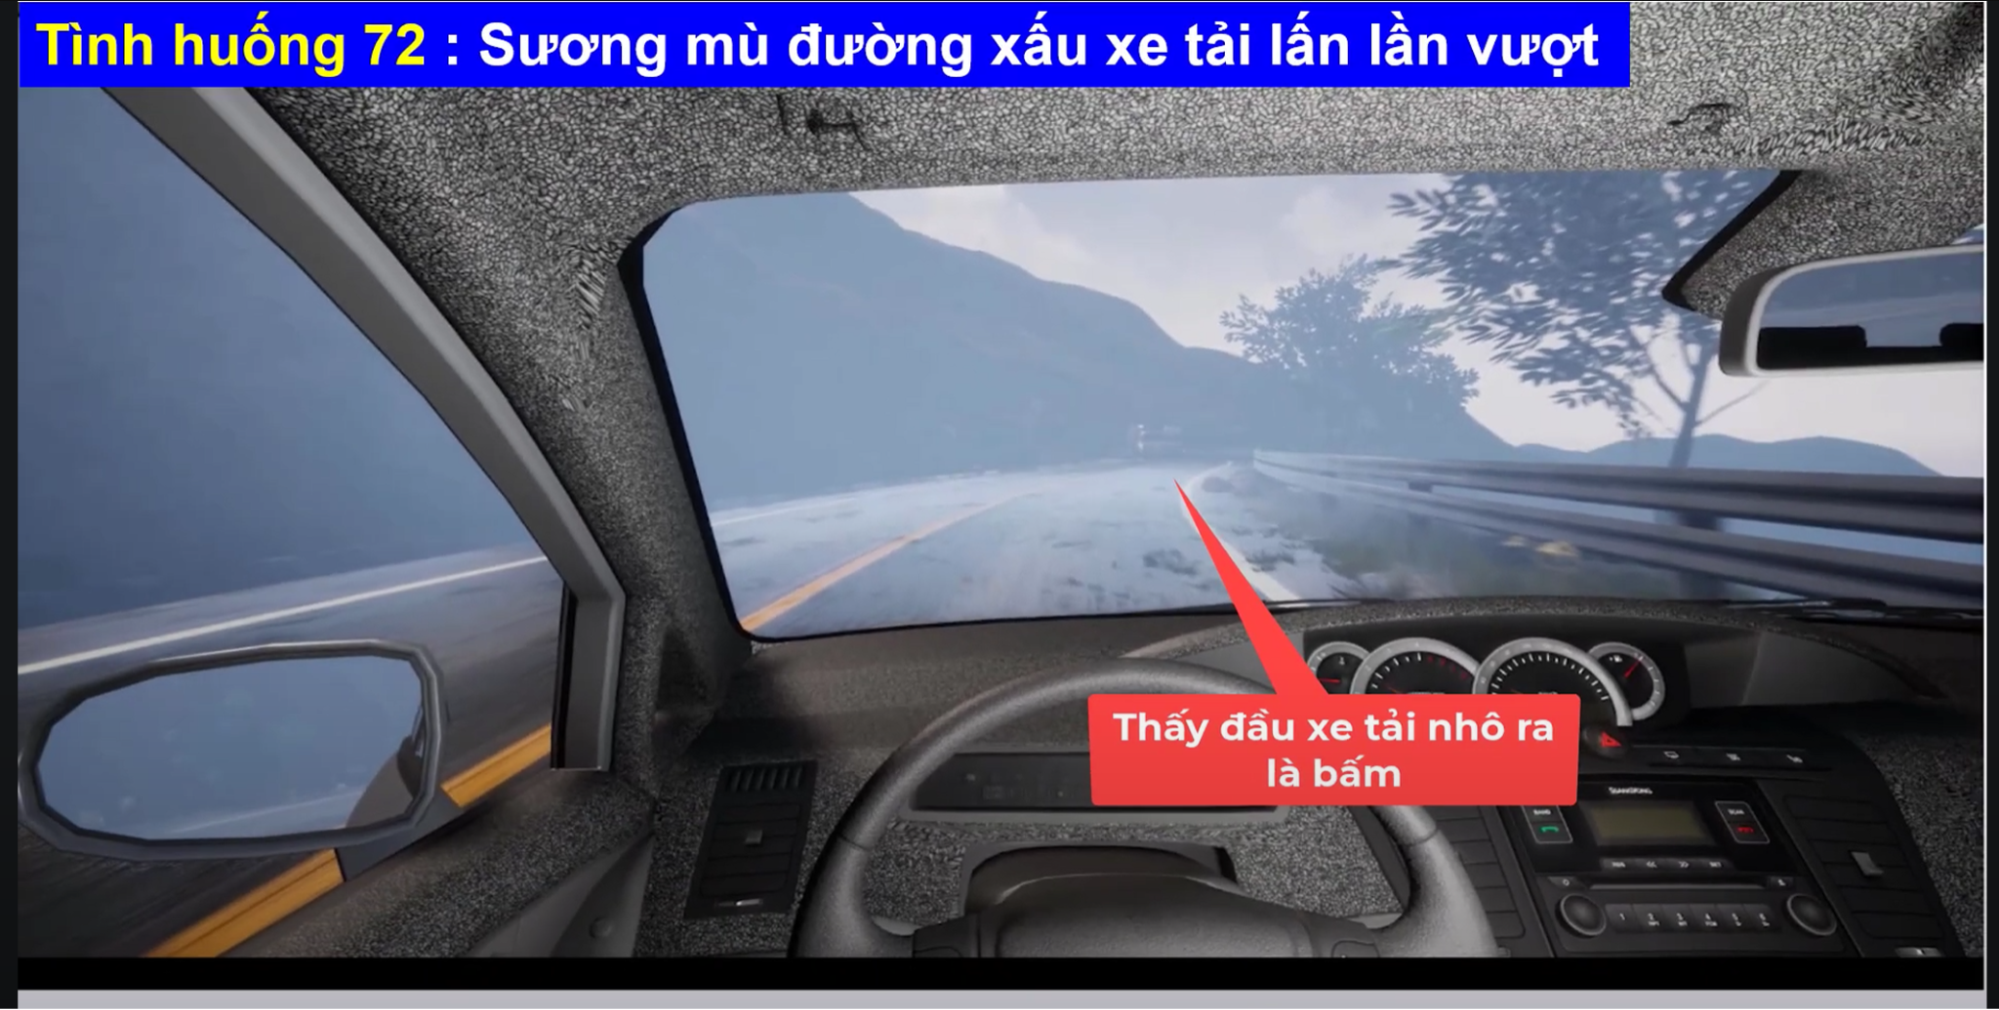 Tình huống 72 : Sương mù đường xấu xe tải lấn lần vượt
Thấy đầu xe tải nhô ra
là bấm